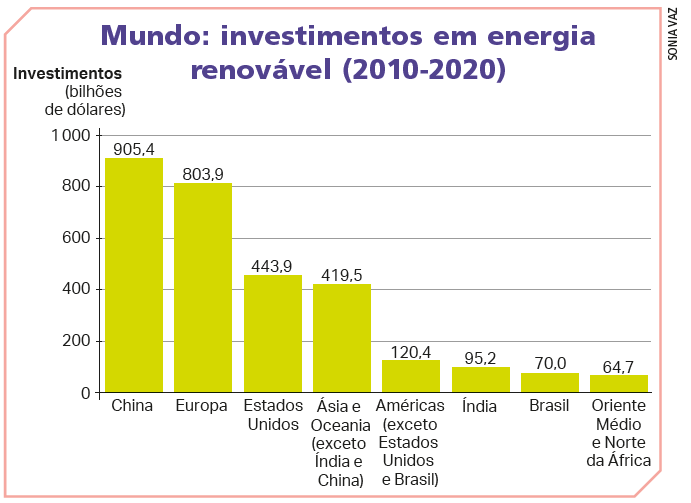 Mundo: investimentos em energia
renovável (2010-2020)
SONIA VAZ
Investimentos
(bilhões
de dólares)
1 000
800
600
400
200
0
905,4
803,9
443,9
419,5
120,4
95,2
70,0
64,7
China
Europa
Estados
Unidos
Ásia e
Oceania
(exceto
Índia e
China)
Américas
(exceto
Estados
Unidos
e Brasil)
Índia
Brasil
Oriente
Médio
e Norte
da África